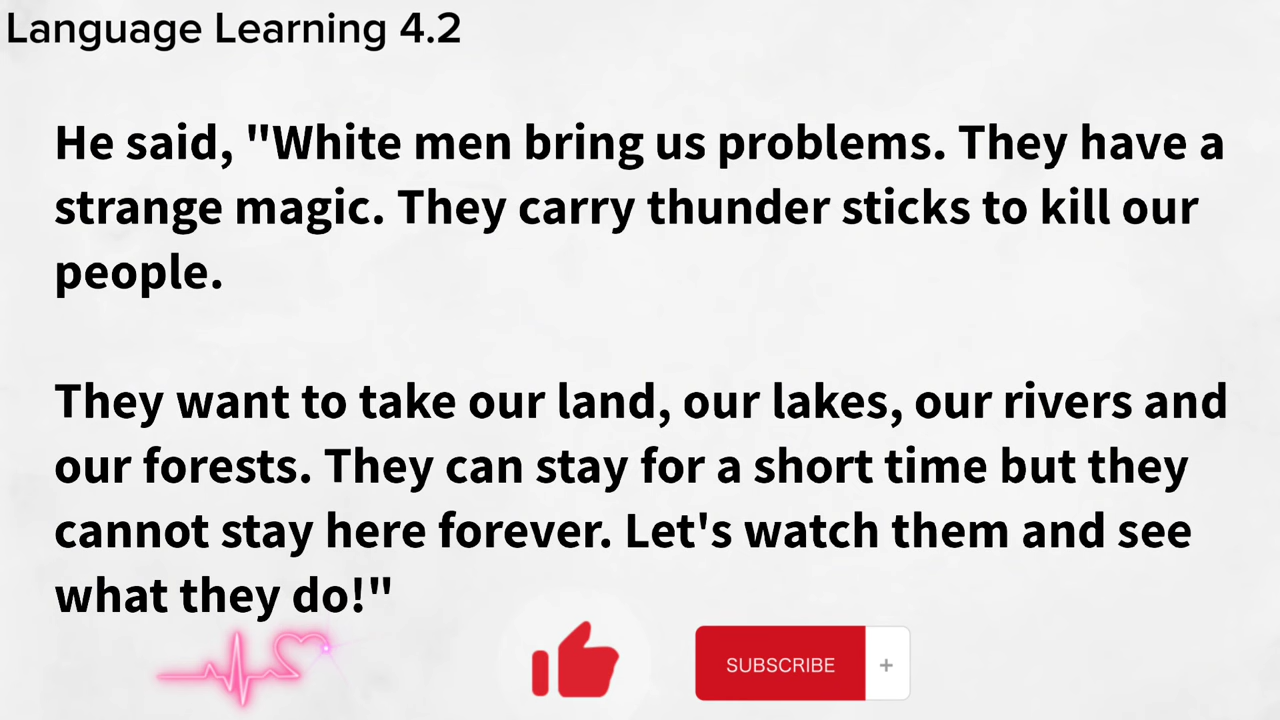 Language Learning 4.2
He said, "White men bring us problems. They have a
strange magic. They carry thunder sticks to kill our
people.
They want to take our land, our lakes, our rivers and
our forests. They can stay for a short time but they
cannot stay here forever. Let's watch them and see
what they do!"
SUBSCRIBE +